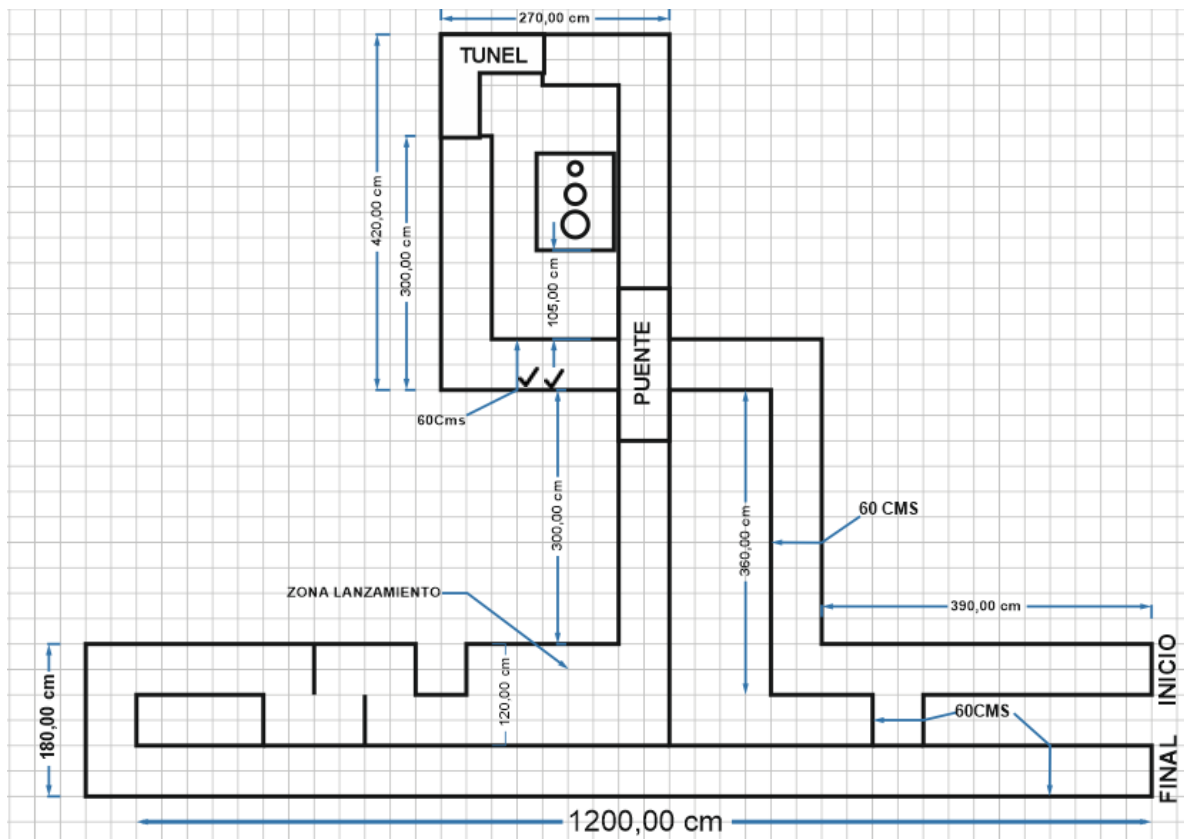 270,00 cm
TUNEL
420,00 cm
300,00 cm
105,00 cm
PUENTE
60Cms
300,00 cm
360,00 cm
60 CMS
ZONA LANZAMIENTO
390,00 cm
180,00 cm
120,00 cm
INICIO
60CMS
FINAL
1200,00 cm